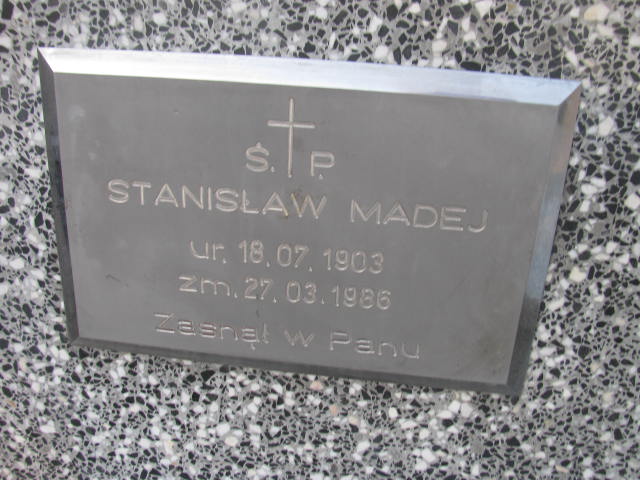 Ś. P.
STANISŁAW MADEJ
ur. 18.07.1903
zm. 27.03.1986
Zasnął w Panu